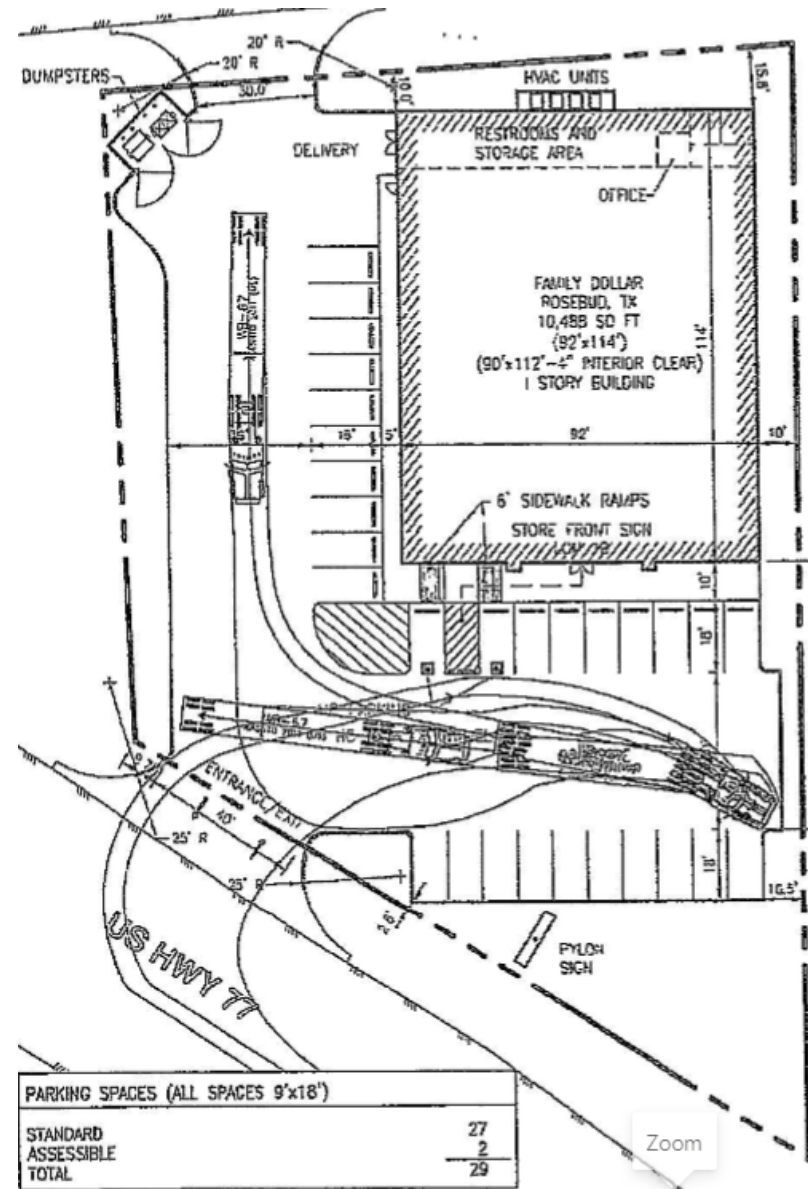 20' R
20' R
DUMPSTERS
30.0'
10.0'
HVAC UNITS
15.8'
DELIVERY
RESTROOMS AND
STORAGE AREA
OFFICE
WB-67
FAMILY DOLLAR
ROSEBUD, TX
10,488 SQ FT
(92'x114')
(90'x112'-4" INTERIOR CLEAR)
1 STORY BUILDING
114'
18'
5'
92'
10'
6' SIDEWALK RAMPS
STORE FRONT SIGN
10'
18'
WB-67
ENTRANCE/EXIT
40'
25' R
25' R
18'
10.5'
US HWY 77
PYLON
SIGN
PARKING SPACES (ALL SPACES 9'x18')
STANDARD 27
ASSESSIBLE 2
TOTAL 29
Zoom